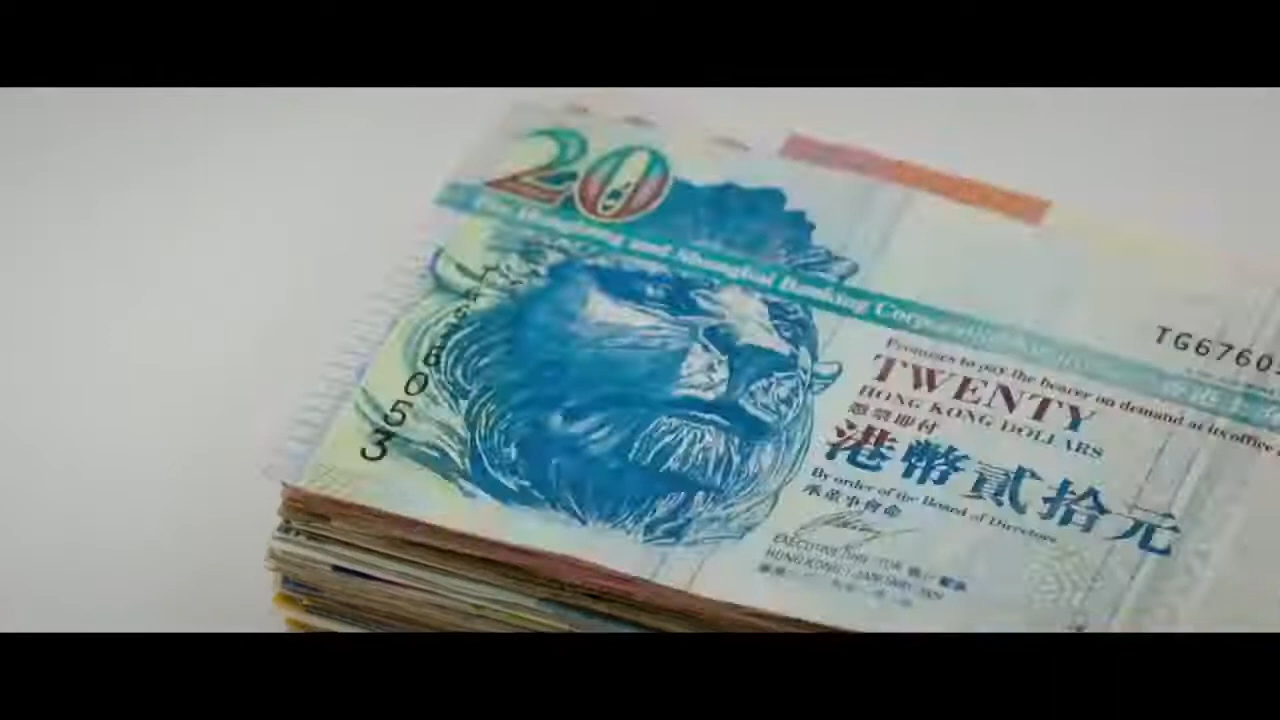 20
The Hongkong and Shanghai Banking Corporation
TG6760
Promises to pay the bearer on demand at its office
TWENTY
HONG KONG DOLLARS
憑票即付
港幣貳拾元
By order of the Board of Directors
承董事會命
053